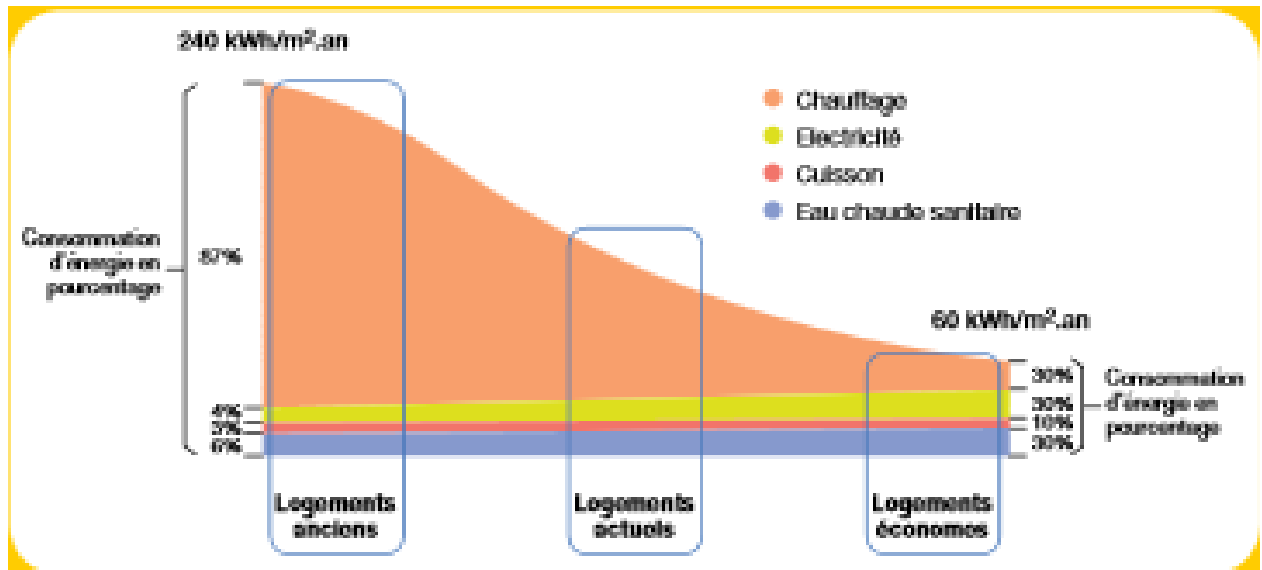 240 kWh/m².an
Chauffage
Electricité
Cuisson
Eau chaude sanitaire
Consommation
d'énergie en
pourcentage
87%
4%
3%
6%
60 kWh/m².an
30%
30%
10%
30%
Consommation
d'énergie en
pourcentage
Logements
anciens
Logements
actuels
Logements
économes